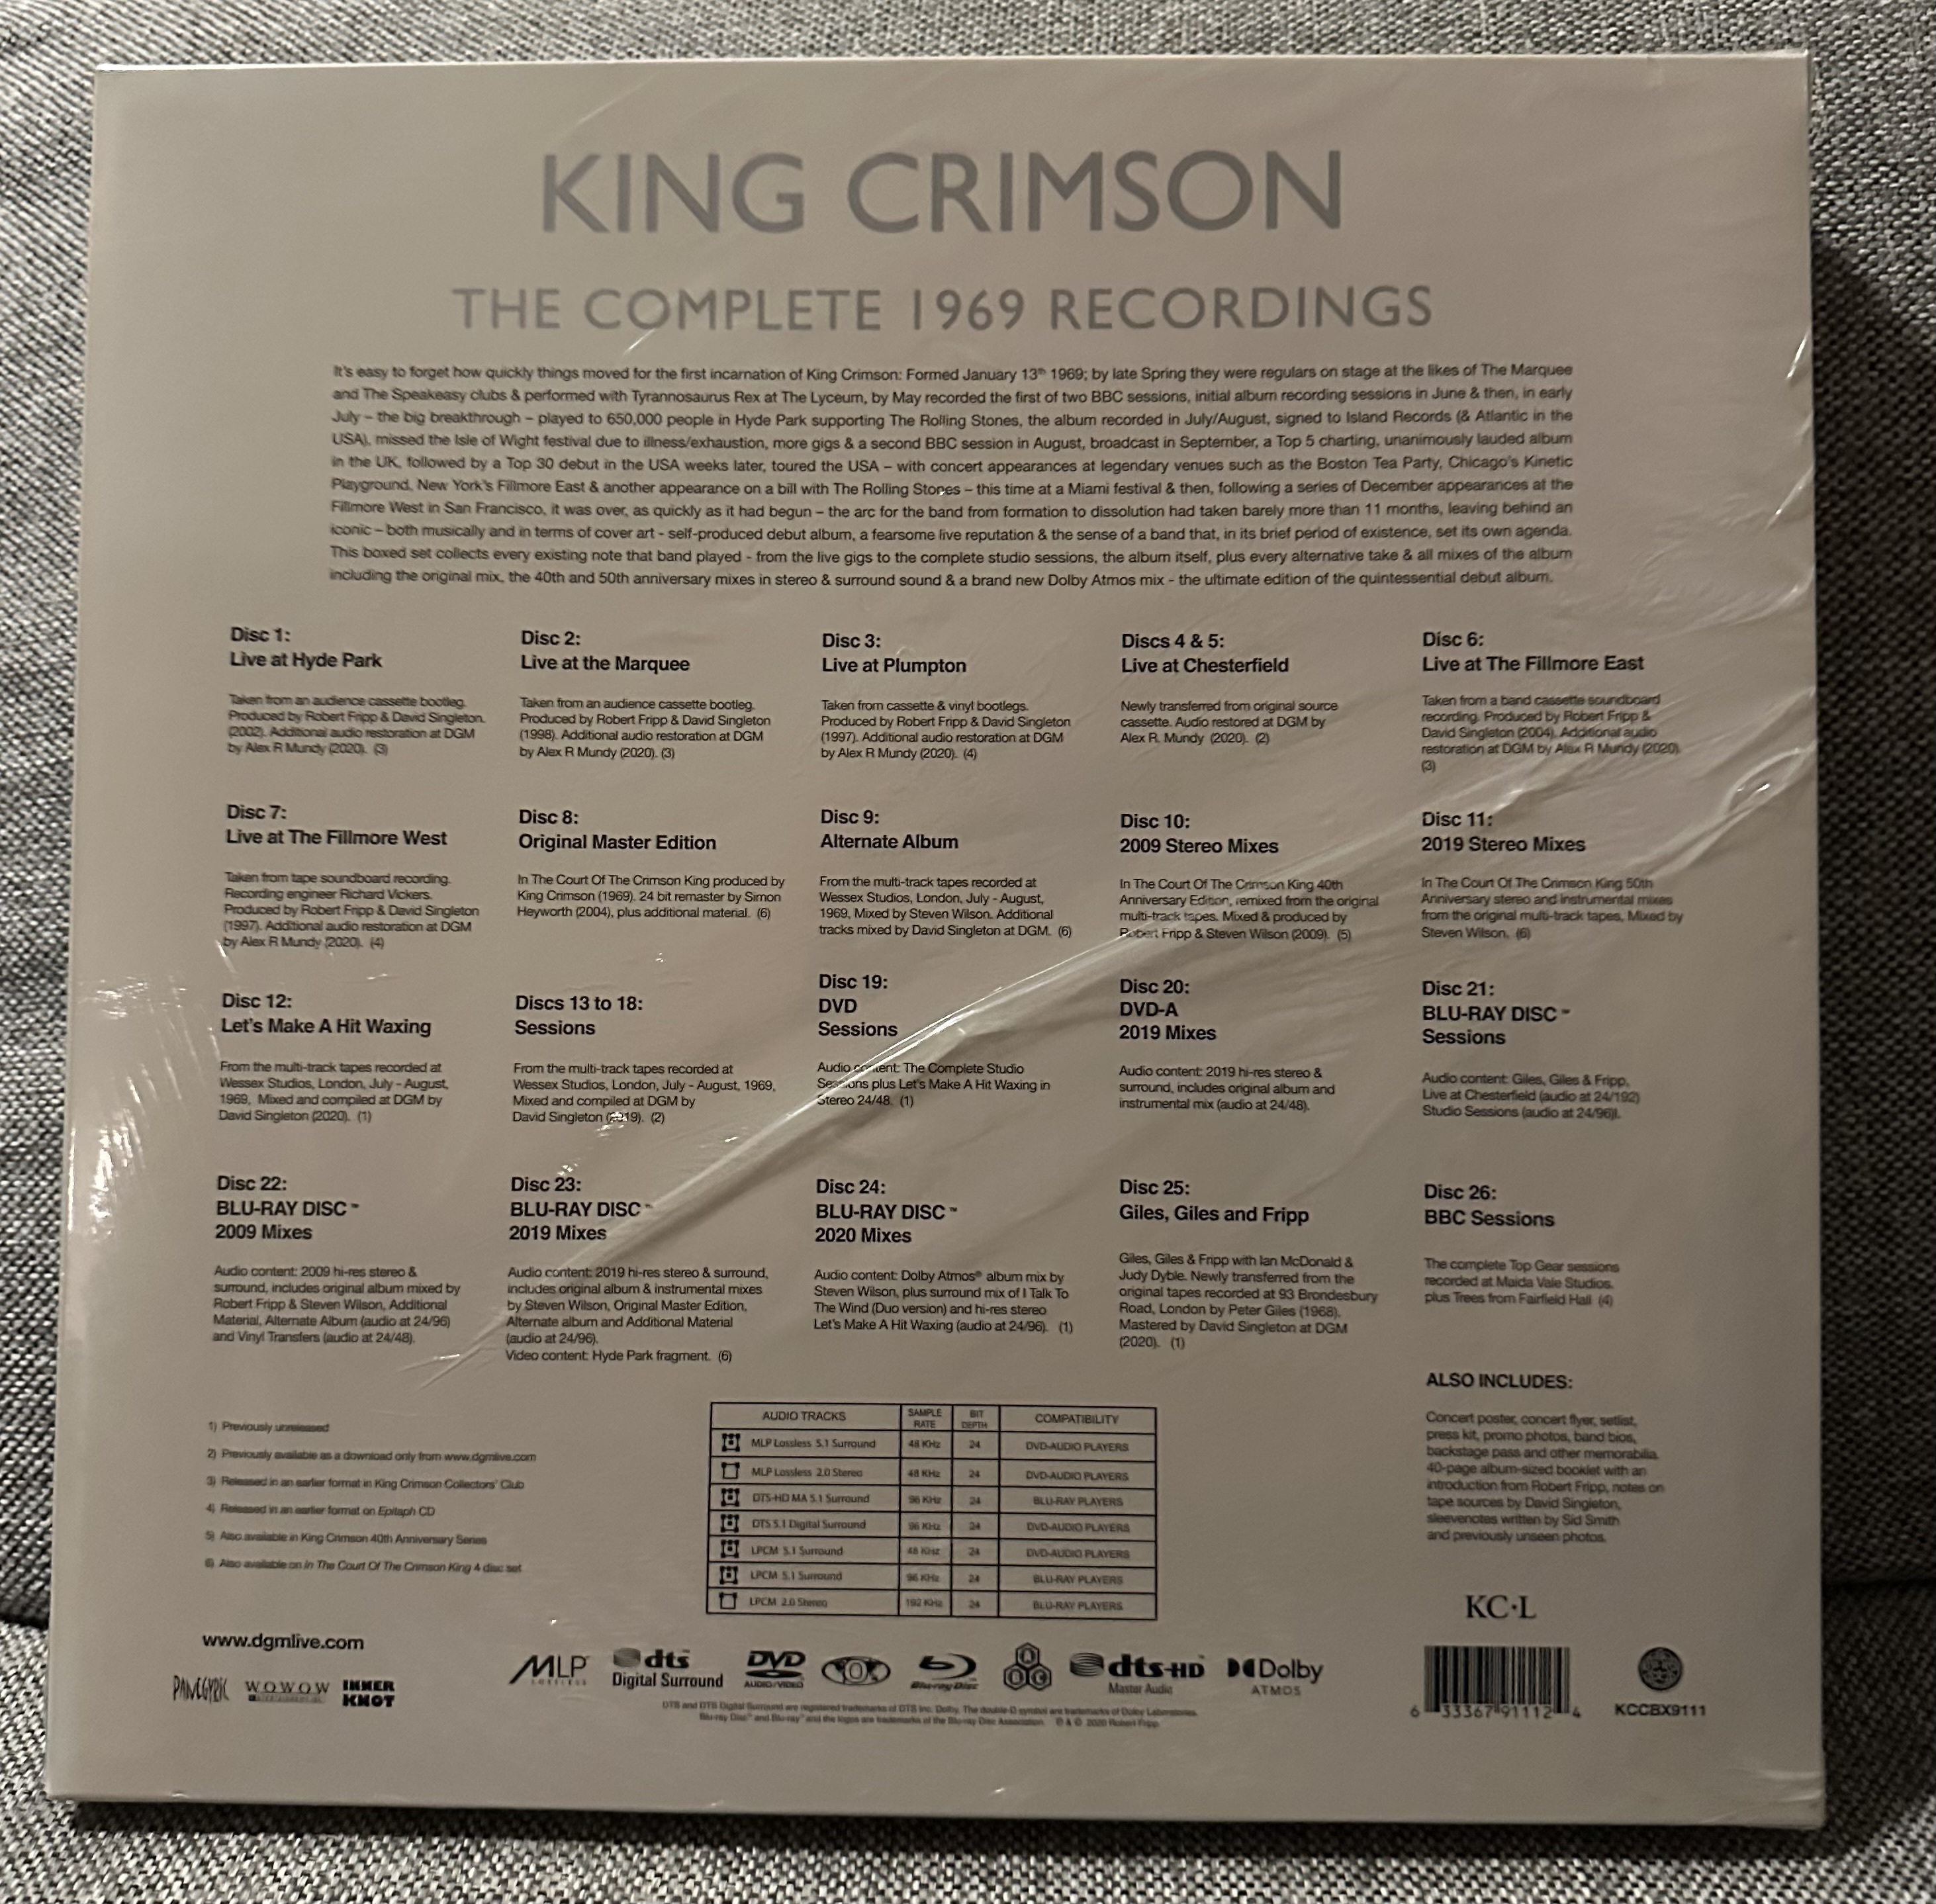 KING CRIMSON
THE COMPLETE 1969 RECORDINGS
It's easy to forget how quickly things moved for the first incarnation of King Crimson: Formed January 13th 1969; by late Spring they were regulars on stage at the likes of The Marquee
and The Speakeasy clubs & performed with Tyrannosaurus Rex at The Lyceum, by May recorded the first of two BBC sessions, initial album recording sessions in June & then, in early
July – the big breakthrough – played to 650,000 people in Hyde Park supporting The Rolling Stones, the album recorded in July/August, signed to Island Records (& Atlantic in the
USA), missed the Isle of Wight festival due to illness/exhaustion, more gigs & a second BBC session in August, broadcast in September, a Top 5 charting, unanimously lauded album
in the UK, followed by a Top 30 debut in the USA weeks later, toured the USA – with concert appearances at legendary venues such as the Boston Tea Party, Chicago's Kinetic
Playground, New York's Fillmore East & another appearance on a bill with The Rolling Stones – this time at a Miami festival & then, following a series of December appearances at the
Fillmore West in San Francisco, it was over, as quickly as it had begun – the arc for the band from formation to dissolution had taken barely more than 11 months, leaving behind an
iconic – both musically and in terms of cover art - self-produced debut album, a fearsome live reputation & the sense of a band that, in its brief period of existence, set its own agenda.
This boxed set collects every existing note that band played - from the live gigs to the complete studio sessions, the album itself, plus every alternative take & all mixes of the album
including the original mix, the 40th and 50th anniversary mixes in stereo & surround sound & a brand new Dolby Atmos mix - the ultimate edition of the quintessential debut album.
Disc 1:
Live at Hyde Park
Taken from an audience cassette bootleg.
Produced by Robert Fripp & David Singleton.
(2002). Additional audio restoration at DGM
by Alex R Mundy (2020). (3)
Disc 2:
Live at the Marquee
Taken from an audience cassette bootleg.
Produced by Robert Fripp & David Singleton
(1998). Additional audio restoration at DGM
by Alex R Mundy (2020). (3)
Disc 3:
Live at Plumpton
Taken from cassette & vinyl bootlegs.
Produced by Robert Fripp & David Singleton
(1997). Additional audio restoration at DGM
by Alex R Mundy (2020). (4)
Discs 4 & 5:
Live at Chesterfield
Newly transferred from original source
cassette. Audio restored at DGM by
Alex R. Mundy (2020). (2)
Disc 6:
Live at The Fillmore East
Taken from a band cassette soundboard
recording. Produced by Robert Fripp &
David Singleton (2004). Additional audio
restoration at DGM by Alex R Mundy (2020).
(3)
Disc 7:
Live at The Fillmore West
Taken from tape soundboard recording.
Recording engineer Richard Vickers.
Produced by Robert Fripp & David Singleton
(1997). Additional audio restoration at DGM
by Alex R Mundy (2020). (4)
Disc 8:
Original Master Edition
In The Court Of The Crimson King produced by
King Crimson (1969). 24 bit remaster by Simon
Heyworth (2004), plus additional material. (6)
Disc 9:
Alternate Album
From the multi-track tapes recorded at
Wessex Studios, London, July - August,
1969, Mixed by Steven Wilson. Additional
tracks mixed by David Singleton at DGM. (6)
Disc 10:
2009 Stereo Mixes
In The Court Of The Crimson King 40th
Anniversary Edition, remixed from the original
multi-track tapes. Mixed & produced by
Robert Fripp & Steven Wilson (2009). (5)
Disc 11:
2019 Stereo Mixes
In The Court Of The Crimson King 50th
Anniversary stereo and instrumental mixes
from the original multi-track tapes, Mixed by
Steven Wilson. (6)
Disc 12:
Let's Make A Hit Waxing
From the multi-track tapes recorded at
Wessex Studios, London, July - August,
1969, Mixed and compiled at DGM by
David Singleton (2020). (1)
Discs 13 to 18:
Sessions
From the multi-track tapes recorded at
Wessex Studios, London, July - August, 1969,
Mixed and compiled at DGM by
David Singleton (2019). (2)
Disc 19:
DVD
Sessions
Audio content: The Complete Studio
Sessions plus Let's Make A Hit Waxing in
Stereo 24/48. (1)
Disc 20:
DVD-A
2019 Mixes
Audio content: 2019 hi-res stereo &
surround, includes original album and
instrumental mix (audio at 24/48).
Disc 21:
BLU-RAY DISC™
Sessions
Audio content: Giles, Giles & Fripp,
Live at Chesterfield (audio at 24/192)
Studio Sessions (audio at 24/96)l.
Disc 22:
BLU-RAY DISC™
2009 Mixes
Audio content: 2009 hi-res stereo &
surround, includes original album mixed by
Robert Fripp & Steven Wilson, Additional
Material, Alternate Album (audio at 24/96)
and Vinyl Transfers (audio at 24/48).
Disc 23:
BLU-RAY DISC™
2019 Mixes
Audio content: 2019 hi-res stereo & surround,
includes original album & instrumental mixes
by Steven Wilson, Original Master Edition,
Alternate album and Additional Material
(audio at 24/96).
Video content: Hyde Park fragment. (6)
Disc 24:
BLU-RAY DISC™
2020 Mixes
Audio content: Dolby Atmos® album mix by
Steven Wilson, plus surround mix of I Talk To
The Wind (Duo version) and hi-res stereo
Let's Make A Hit Waxing (audio at 24/96). (1)
Disc 25:
Giles, Giles and Fripp
Giles, Giles & Fripp with Ian McDonald &
Judy Dyble. Newly transferred from the
original tapes recorded at 93 Brondesbury
Road, London by Peter Giles (1968).
Mastered by David Singleton at DGM
(2020). (1)
Disc 26:
BBC Sessions
The complete Top Gear sessions
recorded at Maida Vale Studios,
plus Trees from Fairfield Hall (4)
ALSO INCLUDES:
Concert poster, concert flyer, setlist,
press kit, promo photos, band bios,
backstage pass and other memorabilia.
40-page album-sized booklet with an
introduction from Robert Fripp, notes on
tape sources by David Singleton,
sleevenotes written by Sid Smith
and previously unseen photos.
1) Previously unreleased
2) Previously available as a download only from www.dgmlive.com
3) Released in an earlier format in King Crimson Collectors' Club
4) Released in an earlier format on Epitaph CD
5) Also available in King Crimson 40th Anniversary Series
6) Also available on In The Court Of The Crimson King 4 disc set
AUDIO TRACKS SAMPLE RATE BIT DEPTH COMPATIBILITY
MLP Lossless 5.1 Surround 48 KHz 24 DVD-AUDIO PLAYERS
MLP Lossless 2.0 Stereo 48 KHz 24 DVD-AUDIO PLAYERS
DTS-HD MA 5.1 Surround 96 KHz 24 BLU-RAY PLAYERS
DTS 5.1 Digital Surround 96 KHz 24 DVD-AUDIO PLAYERS
LPCM 5.1 Surround 48 KHz 24 DVD-AUDIO PLAYERS
LPCM 5.1 Surround 96 KHz 24 BLU-RAY PLAYERS
LPCM 2.0 Stereo 192 KHz 24 BLU-RAY PLAYERS
KC·L
www.dgmlive.com
PANEGYRIC WOWOW INNER KNOT
MLP LOSSLESS
dts Digital Surround
DVD AUDIO/VIDEO
Blu-ray Disc
dts-HD Master Audio
Dolby ATMOS
6 33367 91112 4
KCCBX9111
DTS and DTS Digital Surround are registered trademarks of DTS Inc. Dolby, The double-D symbol are trademarks of Dolby Laboratories.
Blu-ray Disc™ and Blu-ray™ and the logos are trademarks of the Blu-ray Disc Association. ℗ & © 2020 Robert Fripp